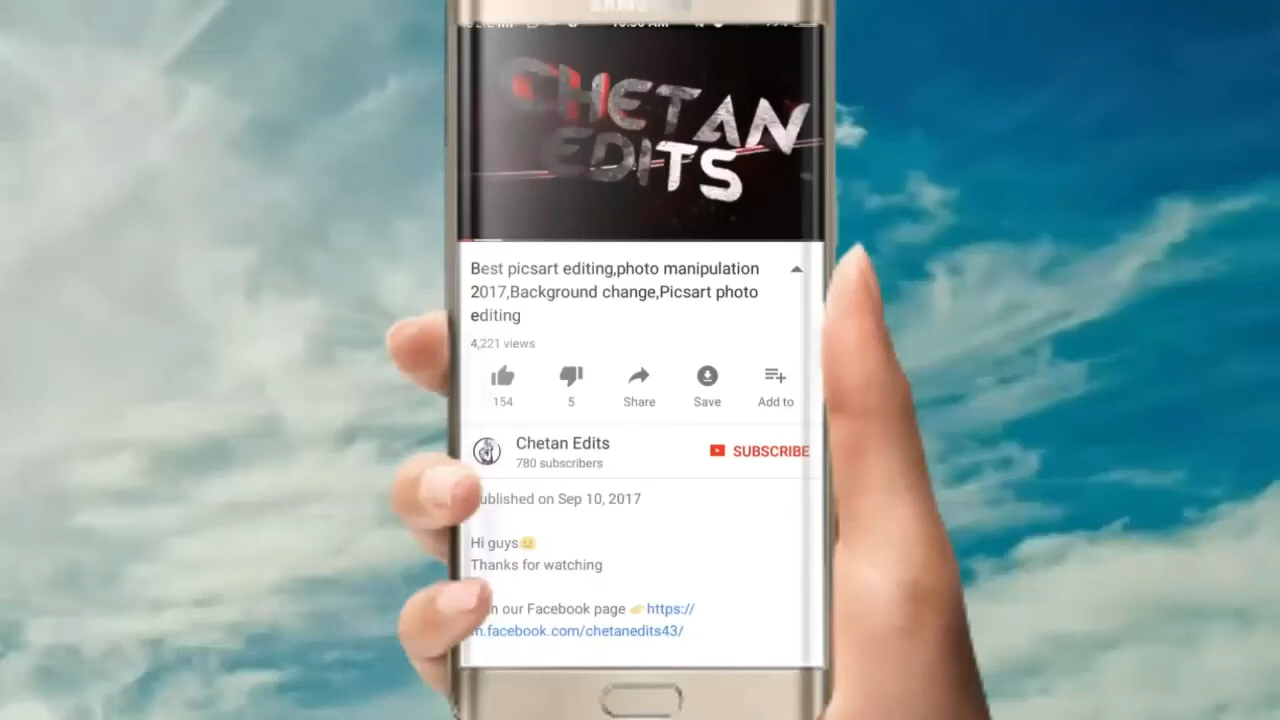 CHETAN
EDITS
Best picsart editing,photo manipulation
2017,Background change,Picsart photo
editing
4,221 views
154
5
Share
Save
Add to
Chetan Edits
780 subscribers
SUBSCRIBE
ublished on Sep 10, 2017
Hi guys🙂
Thanks for watching
n our Facebook page 👉https://
m.facebook.com/chetanedits43/